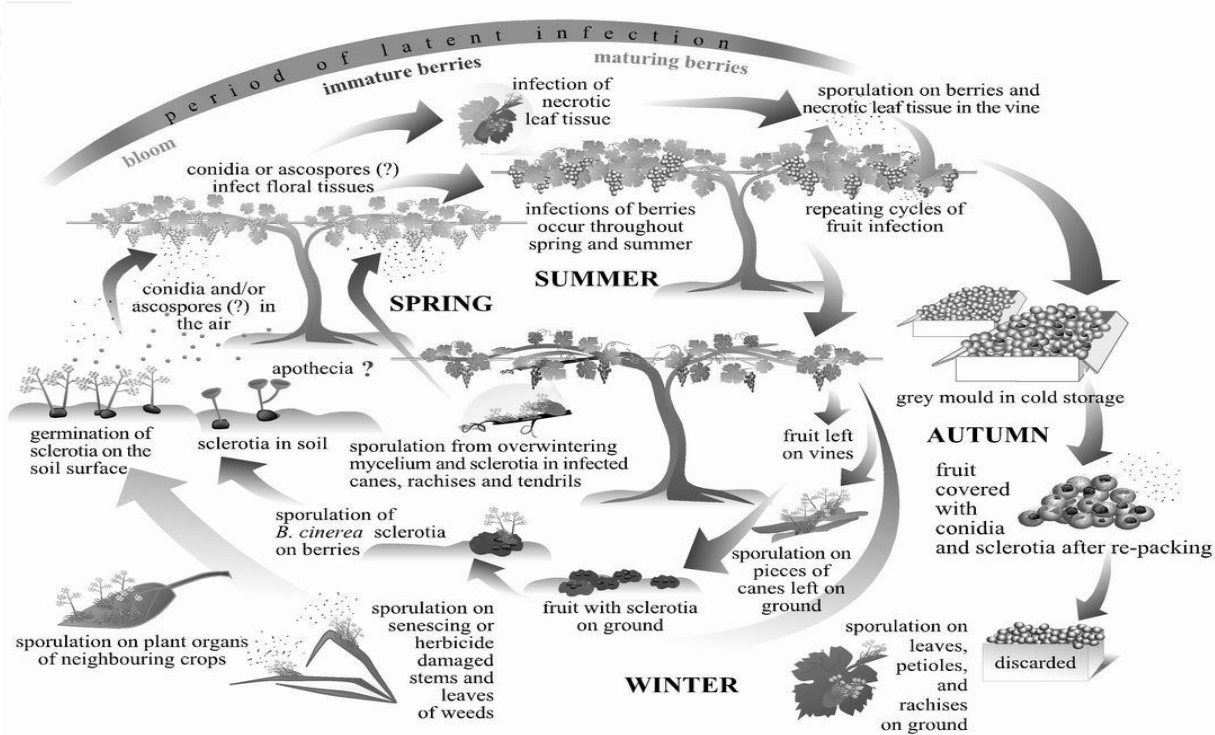 period of latent infection
bloom
immature berries
maturing berries
infection of
necrotic
leaf tissue
sporulation on berries and
necrotic leaf tissue in the vine
conidia or ascospores (?)
infect floral tissues
infections of berries
occur throughout
spring and summer
repeating cycles of
fruit infection
SUMMER
conidia and/or
ascospores (?) in
the air
SPRING
apothecia ?
germination of
sclerotia on the
soil surface
sclerotia in soil
sporulation from overwintering
mycelium and sclerotia in infected
canes, rachises and tendrils
fruit left
on vines
grey mould in cold storage
AUTUMN
fruit
covered
with
conidia
and sclerotia after re-packing
sporulation of
B. cinerea sclerotia
on berries
sporulation on
pieces of
canes left on
ground
fruit with sclerotia
on ground
sporulation on plant organs
of neighbouring crops
sporulation on
senescing or
herbicide
damaged
stems and
leaves
of weeds
WINTER
sporulation on
leaves,
petioles,
and
rachises
on ground
discarded